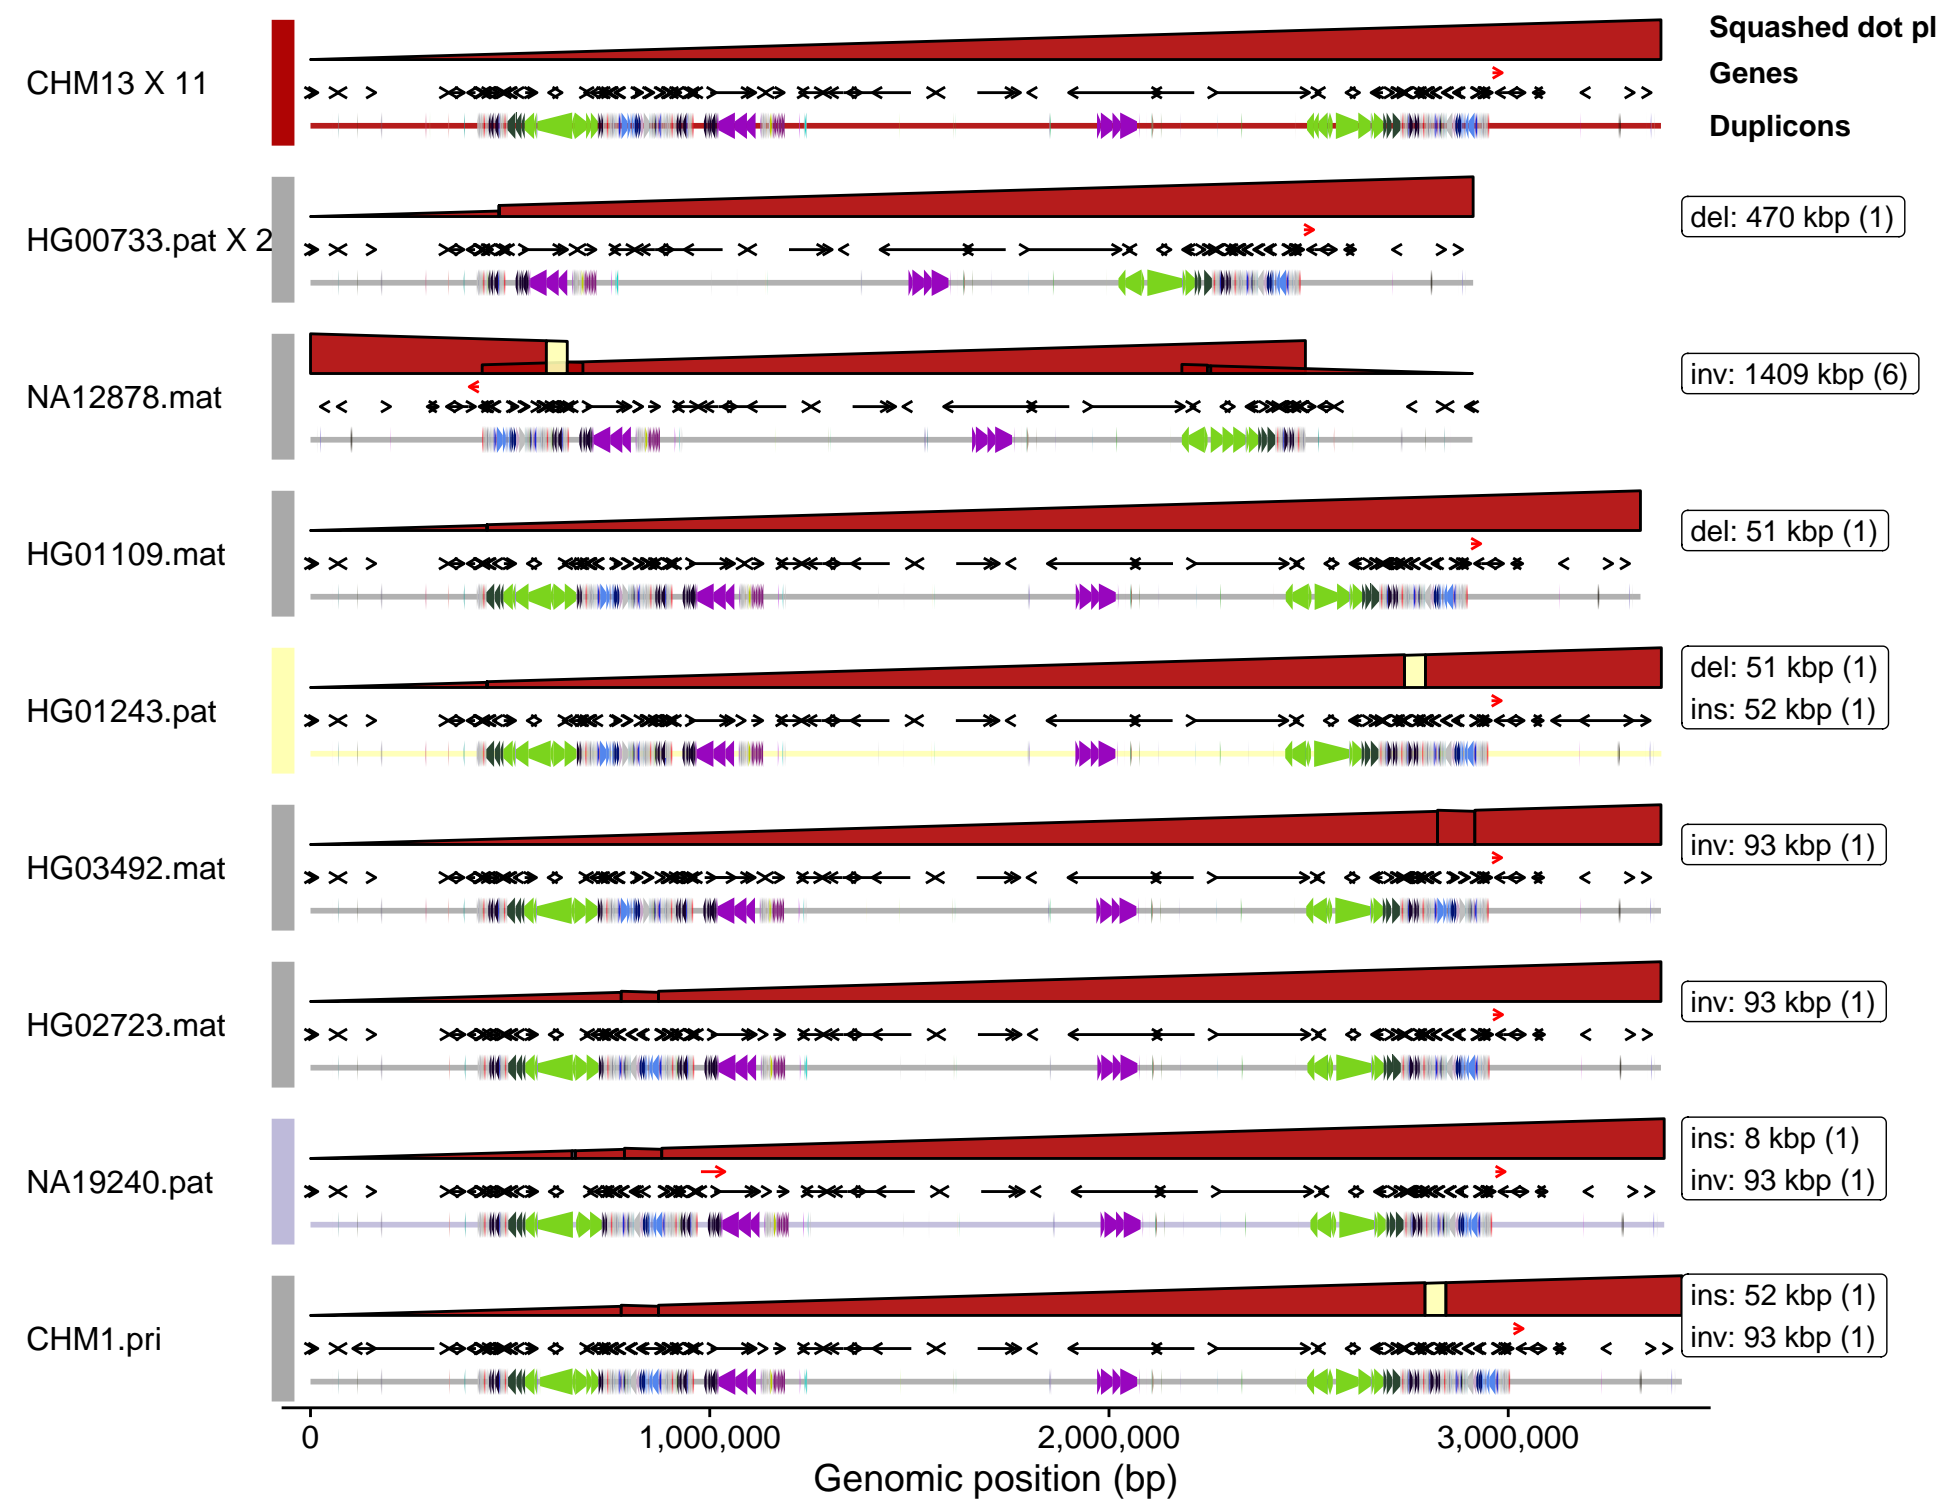 Squashed dot pl
CHM13 X 11
Genes
Duplicons
HG00733.pat X 2
del: 470 kbp (1)
NA12878.mat
inv: 1409 kbp (6)
HG01109.mat
del: 51 kbp (1)
HG01243.pat
del: 51 kbp (1)
ins: 52 kbp (1)
HG03492.mat
inv: 93 kbp (1)
HG02723.mat
inv: 93 kbp (1)
NA19240.pat
ins: 8 kbp (1)
inv: 93 kbp (1)
CHM1.pri
ins: 52 kbp (1)
inv: 93 kbp (1)
0 1,000,000 2,000,000 3,000,000
Genomic position (bp)